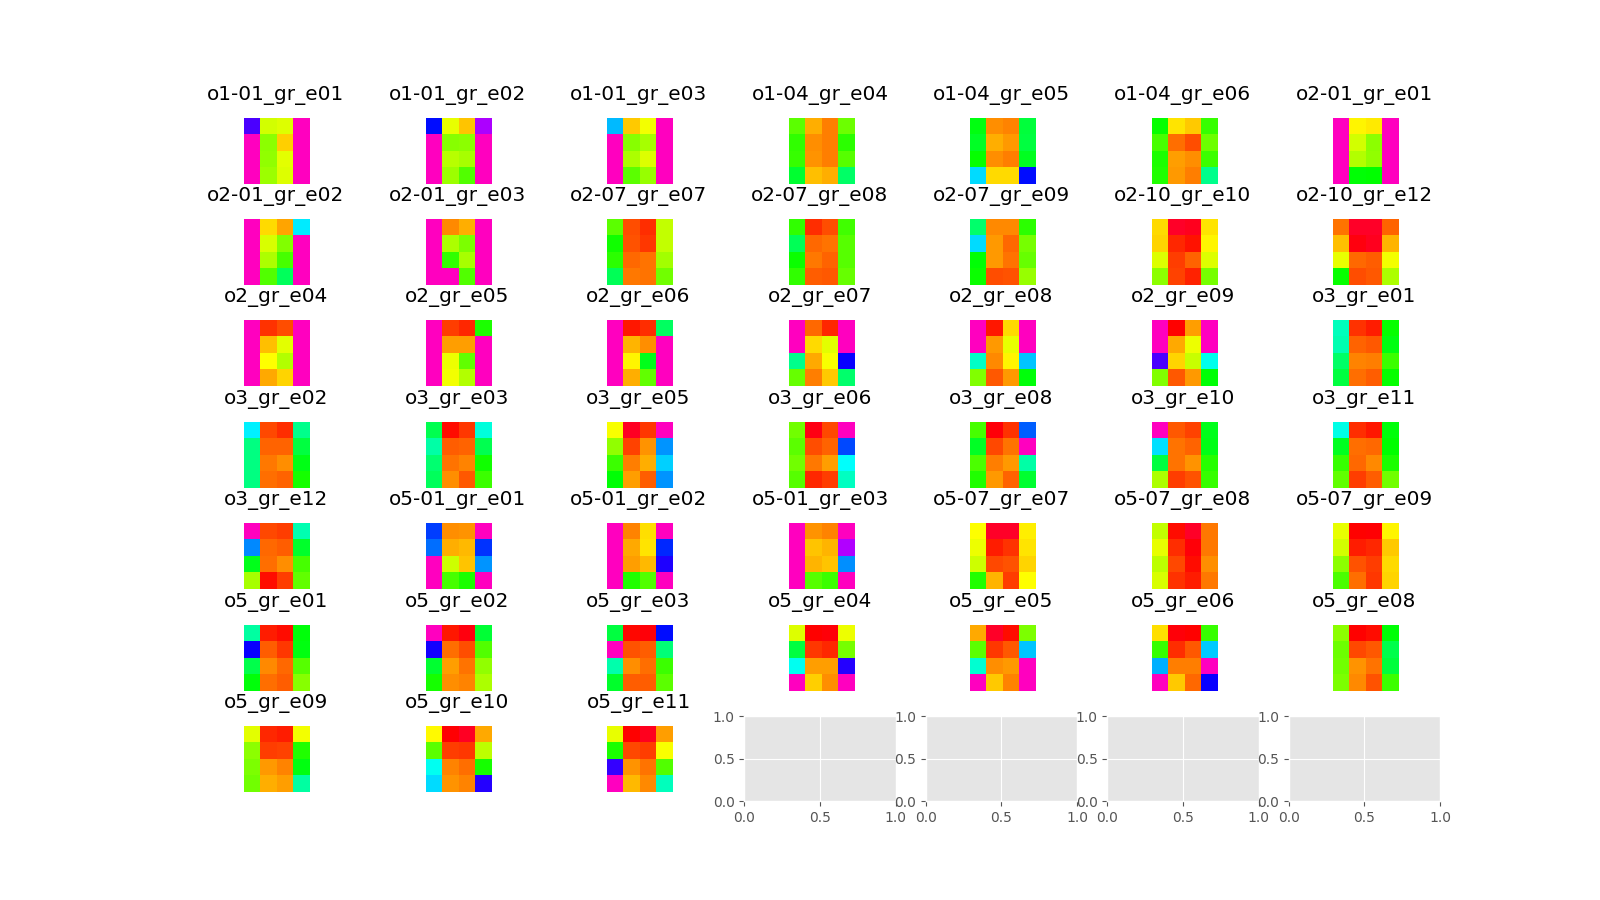 o1-01_gr_e01 o1-01_gr_e02 o1-01_gr_e03 o1-04_gr_e04 o1-04_gr_e05 o1-04_gr_e06 o2-01_gr_e01
o2-01_gr_e02 o2-01_gr_e03 o2-07_gr_e07 o2-07_gr_e08 o2-07_gr_e09 o2-10_gr_e10 o2-10_gr_e12
o2_gr_e04 o2_gr_e05 o2_gr_e06 o2_gr_e07 o2_gr_e08 o2_gr_e09 o3_gr_e01
o3_gr_e02 o3_gr_e03 o3_gr_e05 o3_gr_e06 o3_gr_e08 o3_gr_e10 o3_gr_e11
o3_gr_e12 o5-01_gr_e01 o5-01_gr_e02 o5-01_gr_e03 o5-07_gr_e07 o5-07_gr_e08 o5-07_gr_e09
o5_gr_e01 o5_gr_e02 o5_gr_e03 o5_gr_e04 o5_gr_e05 o5_gr_e06 o5_gr_e08
o5_gr_e09 o5_gr_e10 o5_gr_e11
1.0 1.0 1.0 1.0
0.5 0.5 0.5 0.5
0.0 0.0 0.0 0.0
0.0 0.5 1.0 0.0 0.5 1.0 0.0 0.5 1.0 0.0 0.5 1.0